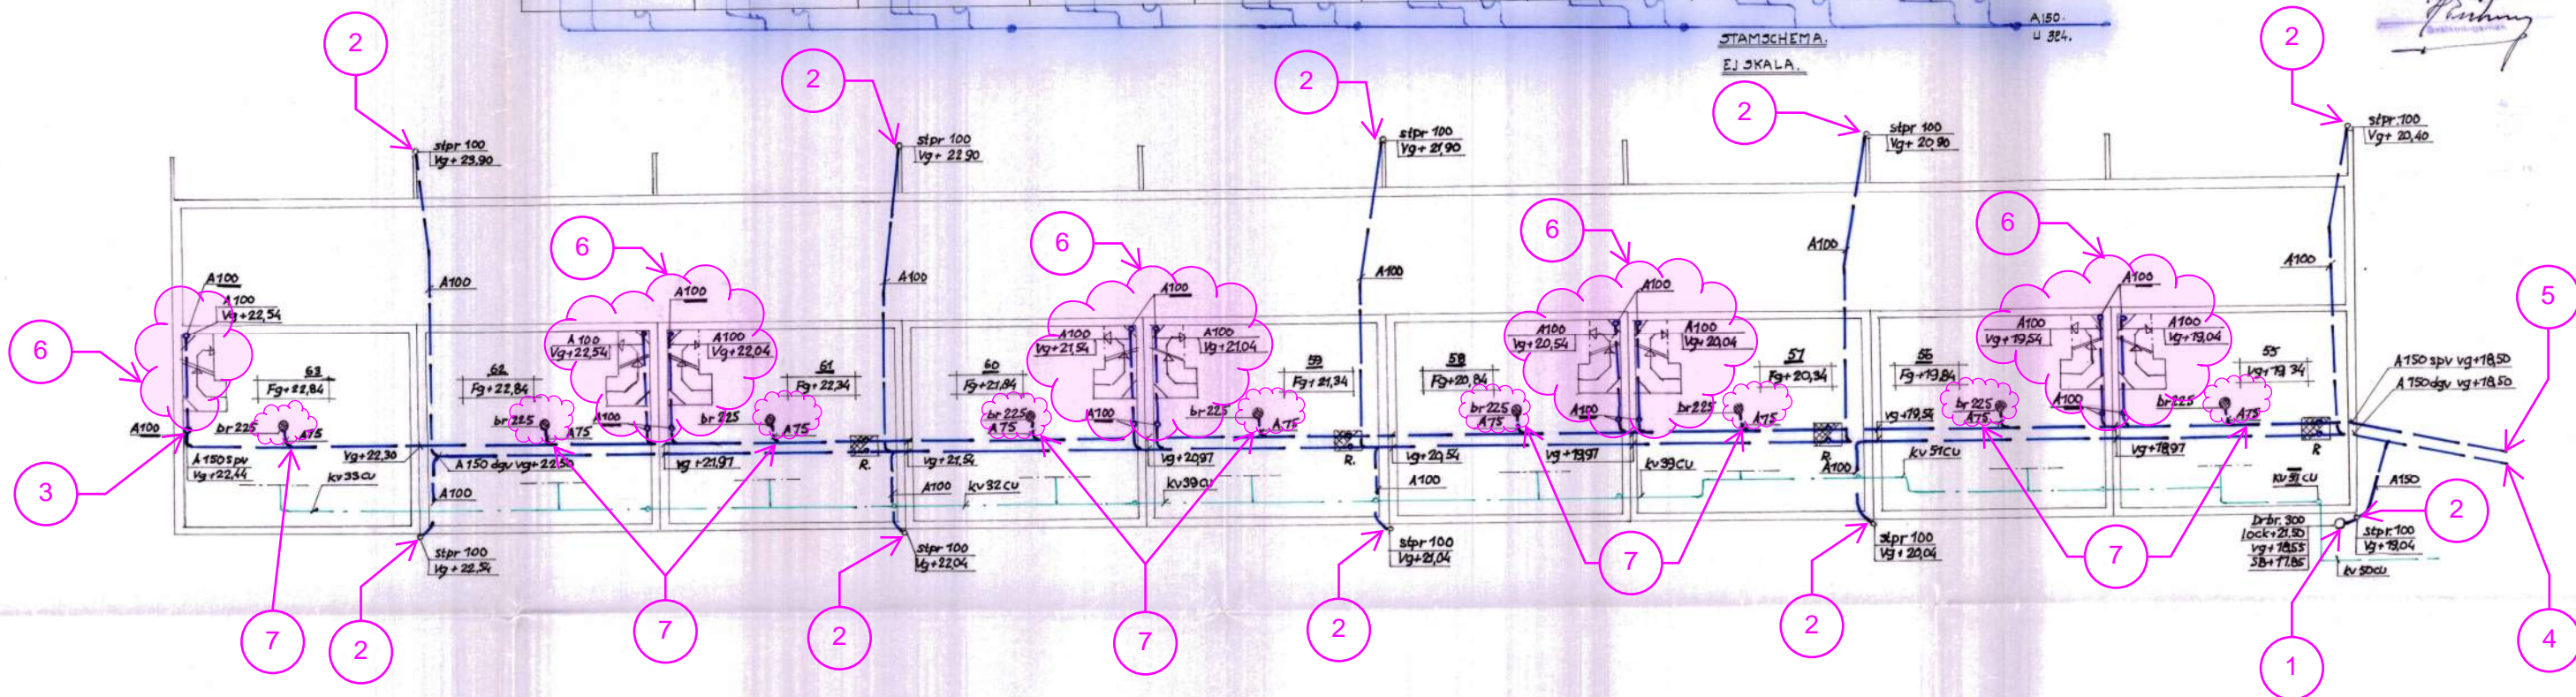 A150.
U 324.
STAMSCHEMA.
EJ SKALA.
2
2
2
2
2
stpr 100
Vg+23,90
stpr 100
Vg+22,90
stpr 100
Vg+21,90
stpr 100
Vg+20,90
stpr.100
Vg+20,40
6
6
6
6
6
A100
A100
A100
A100
A100
A100
A100
Vg+22,54
A100
A100
Vg+22,54
A100
Vg+22,04
A100
A100
Vg+21,54
A100
Vg+21,04
A100
A100
Vg+20,54
A100
Vg+20,04
A100
A100
Vg+19,54
A100
Vg+19,04
63
Fg+22,84
62
Fg+22,84
61
Fg+22,34
60
Fg+21,84
59
Fg+21,34
58
Fg+20,84
57
Fg+20,34
56
Fg+19,84
55
Vg+19,34
A100
br 225
A75
br 225
A75
A100
br 225
A75
br 225
A75
A100
br 225
A75
br 225
A75
A100
br 225
A75
br 225
A75
A100
br 225
A75
A150 spv vg+18,50
A150 dgv vg+18,50
5
4
3
A150 spv
Vg+22,44
Vg+22,30
A150 dgv vg+22,50
vg+21,97
R.
vg+21,54
vg+20,97
R.
vg+20,54
vg+19,97
R
vg+19,54
vg+18,97
R
kv 33 cu
A100
A100
kv 32 cu
kv 39 cu
A100
kv 39 cu
A100
kv 51 cu
A150
stpr 100
Vg+22,54
stpr 100
Vg+22,04
stpr 100
Vg+21,04
stpr 100
Vg+20,04
Drbr. 300
lock+21,50
vg+18,55
SB+17,85
stpr.100
Vg+19,04
kv 50 cu
7
2
7
2
7
2
7
2
7
2
1